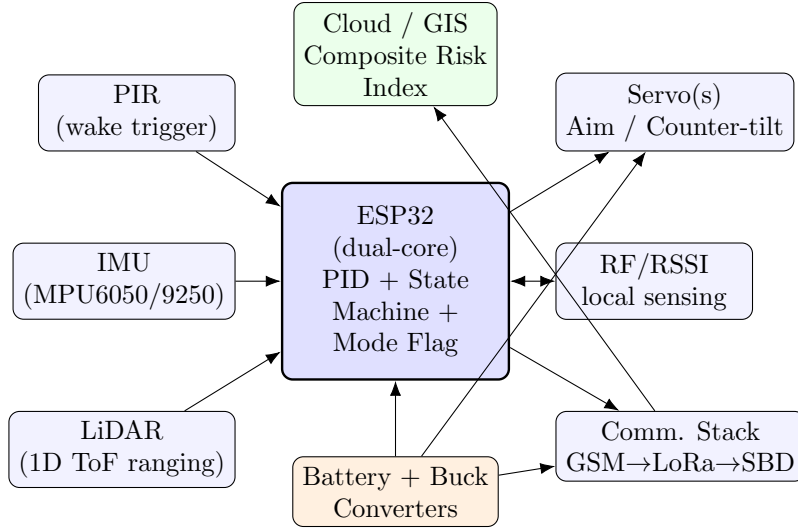 Cloud / GIS
Composite Risk
Index
PIR
(wake trigger)
Servo(s)
Aim / Counter-tilt
ESP32
(dual-core)
PID + State
Machine +
Mode Flag
IMU
(MPU6050/9250)
RF/RSSI
local sensing
LiDAR
(1D ToF ranging)
Comm. Stack
GSM→LoRa→SBD
Battery + Buck
Converters